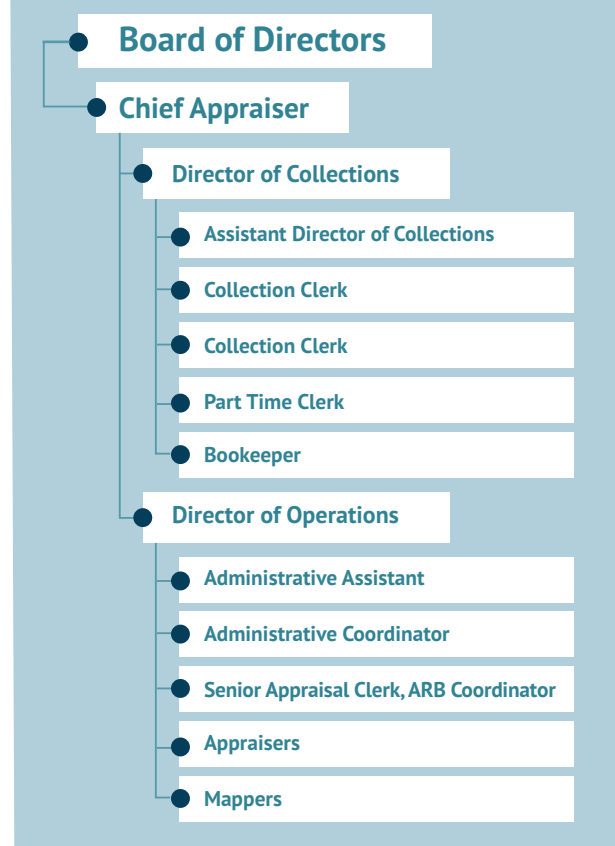 Board of Directors
Chief Appraiser
Director of Collections
Assistant Director of Collections
Collection Clerk
Collection Clerk
Part Time Clerk
Bookeeper
Director of Operations
Administrative Assistant
Administrative Coordinator
Senior Appraisal Clerk, ARB Coordinator
Appraisers
Mappers